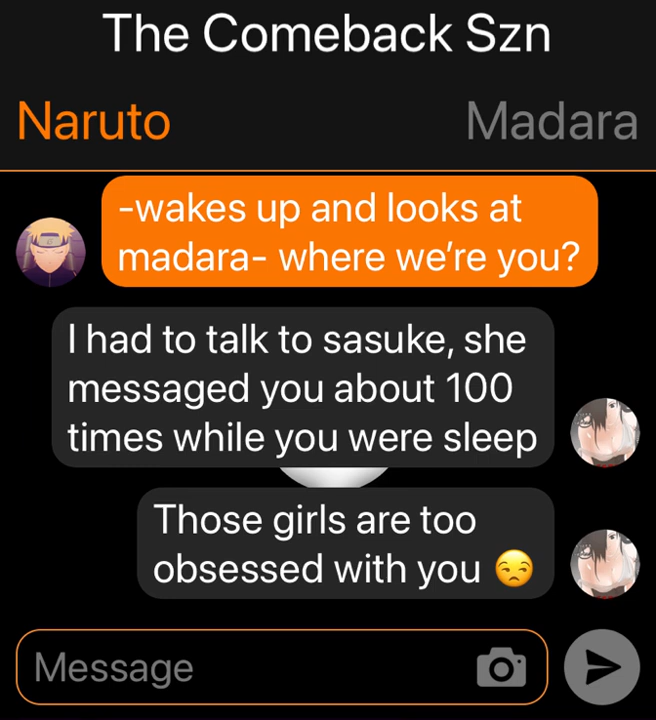 The Comeback Szn
Naruto Madara
-wakes up and looks at
madara- where we’re you?
I had to talk to sasuke, she
messaged you about 100
times while you were sleep
Those girls are too
obsessed with you 😒
Message